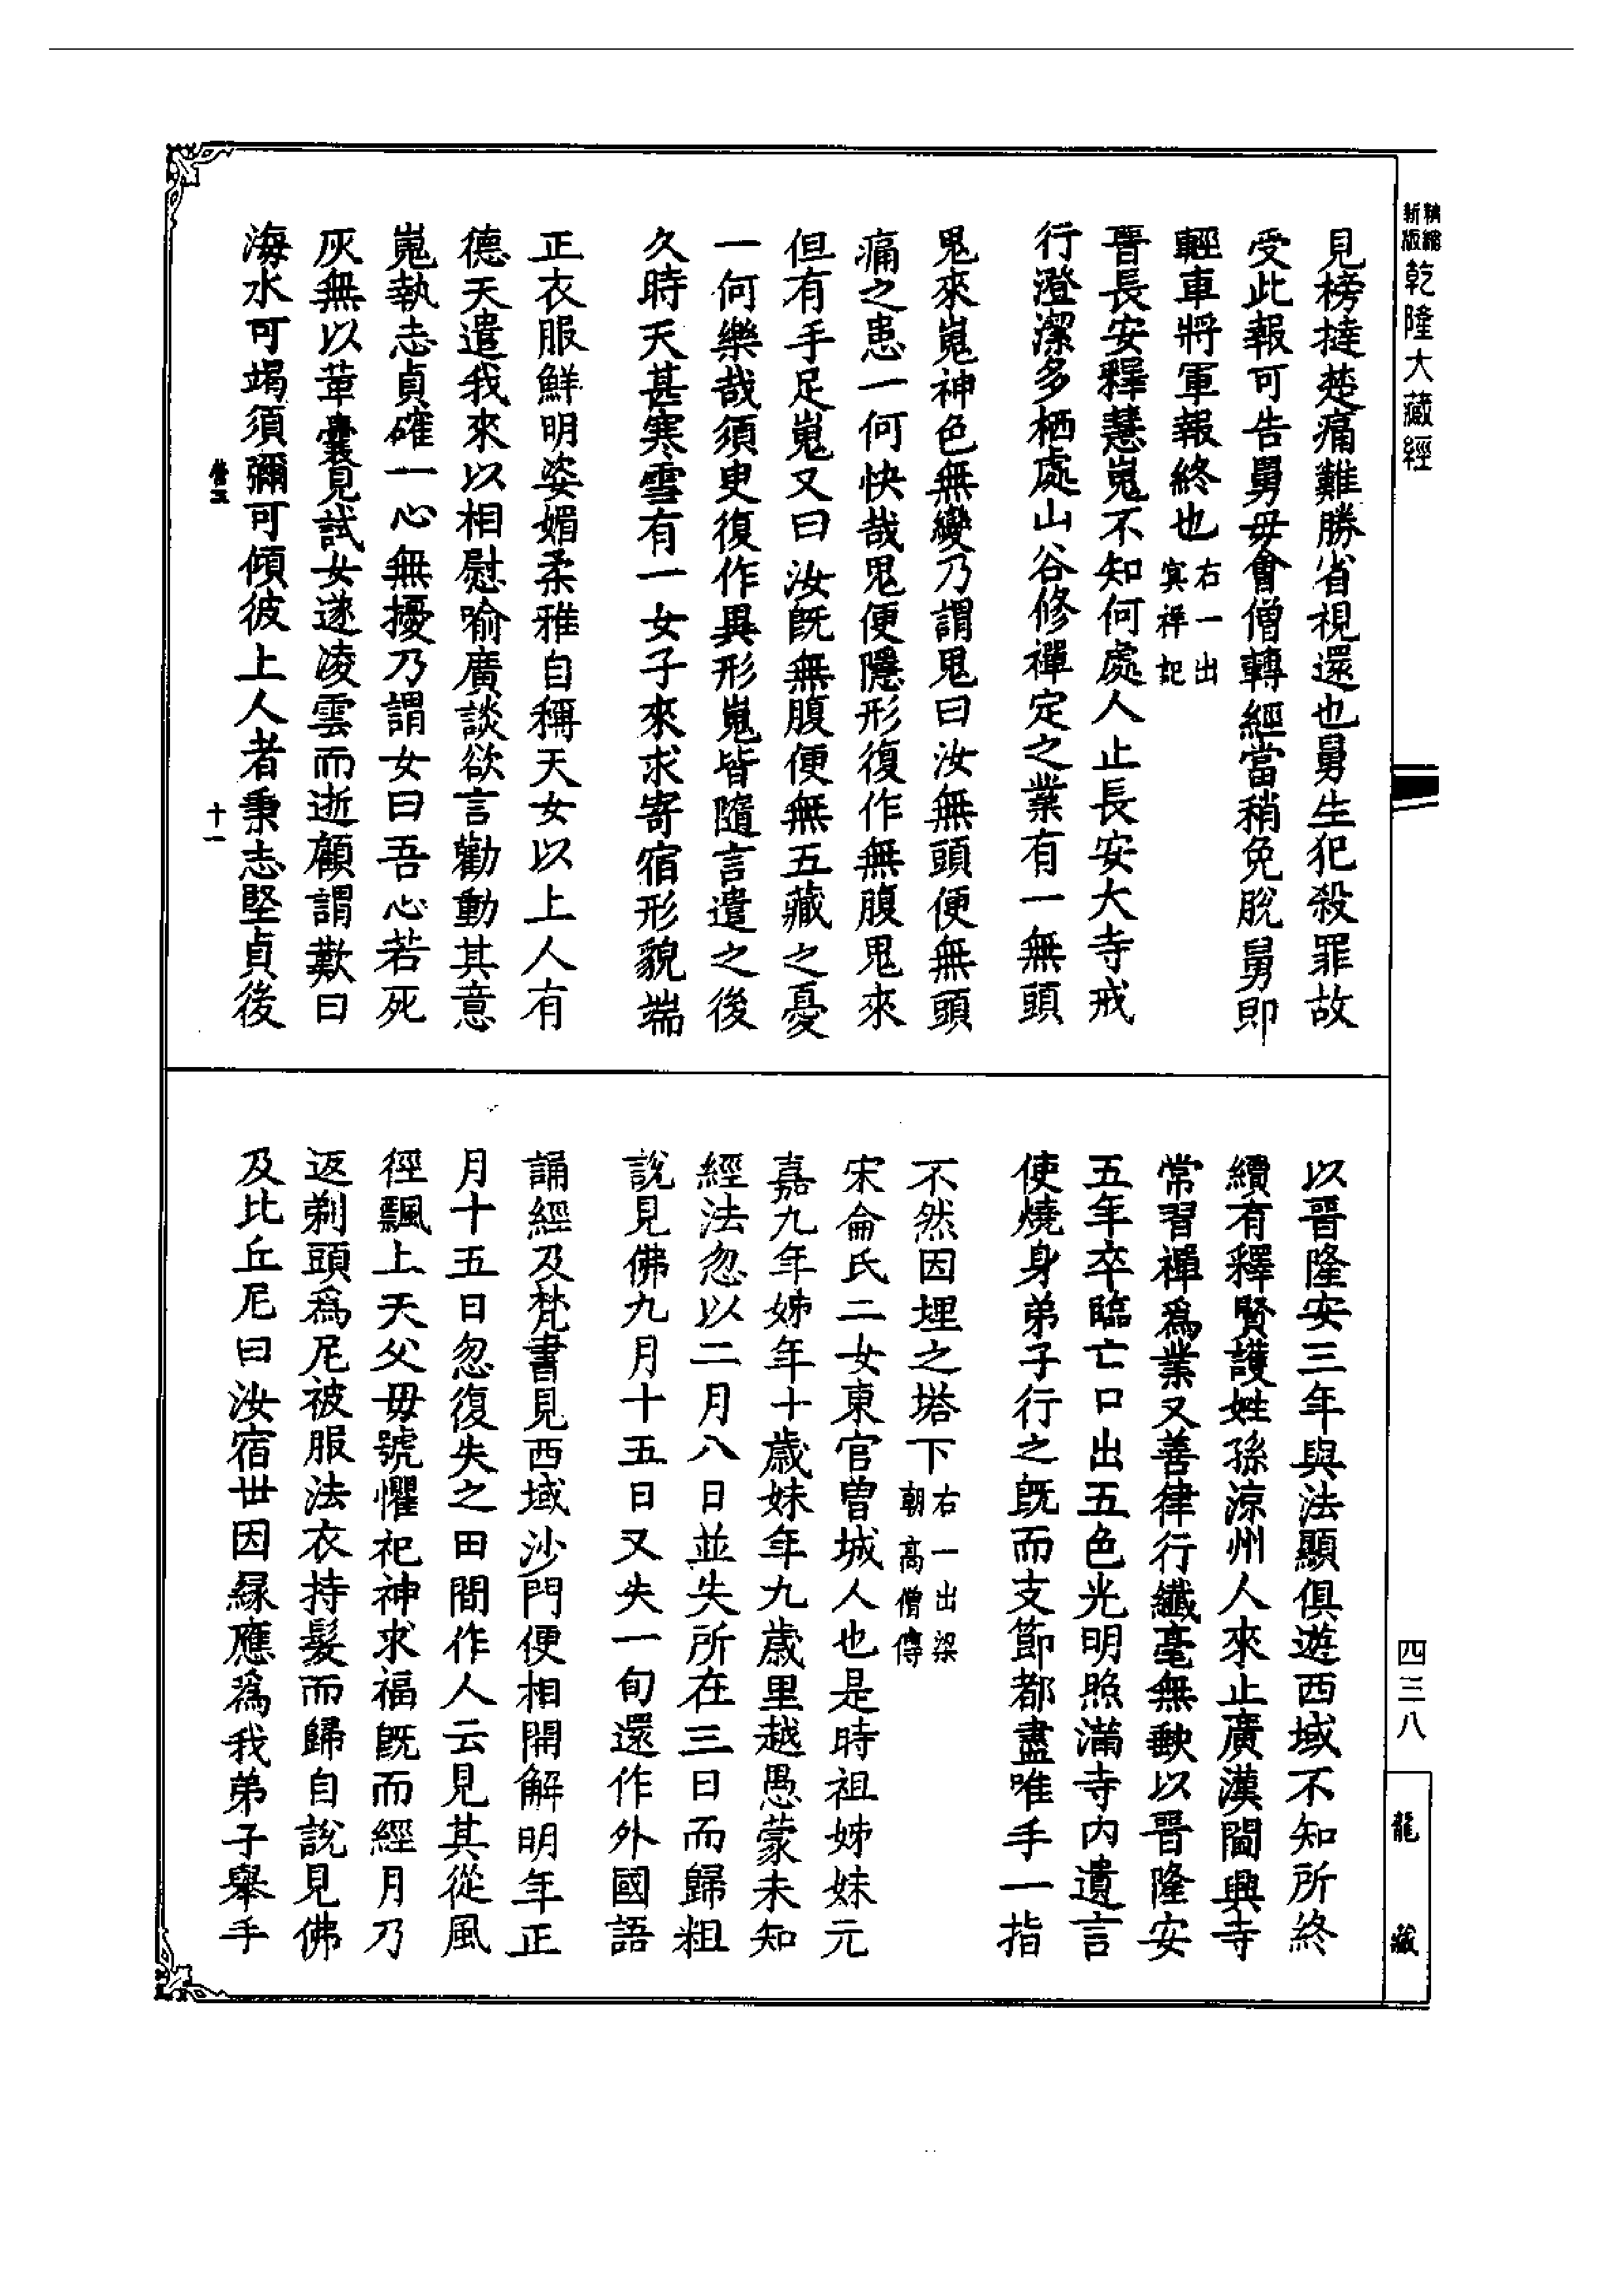 精縮
新版
乾隆大藏經
見榜撻楚痛難勝省視還也舅生犯殺罪故
受此報可告舅母會僧轉經當稍免脫舅即
輕車將軍報終也右一出冥祥記
晉長安釋慧嵬不知何處人止長安大寺戒
行澄潔多栖處山谷修禪定之業有一無頭
鬼來嵬神色無變乃謂鬼曰汝無頭便無頭
痛之患一何快哉鬼便隱形復作無腹鬼來
但有手足嵬又曰汝旣無腹便無五藏之憂
一何樂哉須臾復作異形嵬皆隨言遣之後
久時天甚寒雪有一女子來求寄宿形貌端
正衣服鮮明姿媚柔雅自稱天女以上人有
德天遣我來以相慰喻廣談欲言勸動其意
嵬執志貞確一心無擾乃謂女曰吾心若死
灰無以革囊見試女遂凌雲而逝顧謂歎曰
海水可竭須彌可傾彼上人者秉志堅貞後
十一
以晉隆安三年與法顯俱遊西域不知所終
續有釋賢護姓孫涼州人來止廣漢閻興寺
常習禪爲業又善律行纖毫無缺以晉隆安
五年卒臨亡口出五色光明照滿寺內遺言
使燒身弟子行之旣而支節都盡唯手一指
不然因埋之塔下右一出梁朝高僧傳
宋侖氏二女東官曾城人也是時祖姊妹元
嘉九年姊年十歲妹年九歲里越愚蒙未知
經法忽以二月八日並失所在三日而歸粗
說見佛九月十五日又失一旬還作外國語
誦經及梵書見西域沙門便相開解明年正
月十五日忽復失之田間作人云見其從風
徑飄上天父母號懼祀神求福旣而經月乃
返剃頭爲尼被服法衣持髮而歸自說見佛
及比丘尼曰汝宿世因緣應爲我弟子舉手
四三八
龍藏